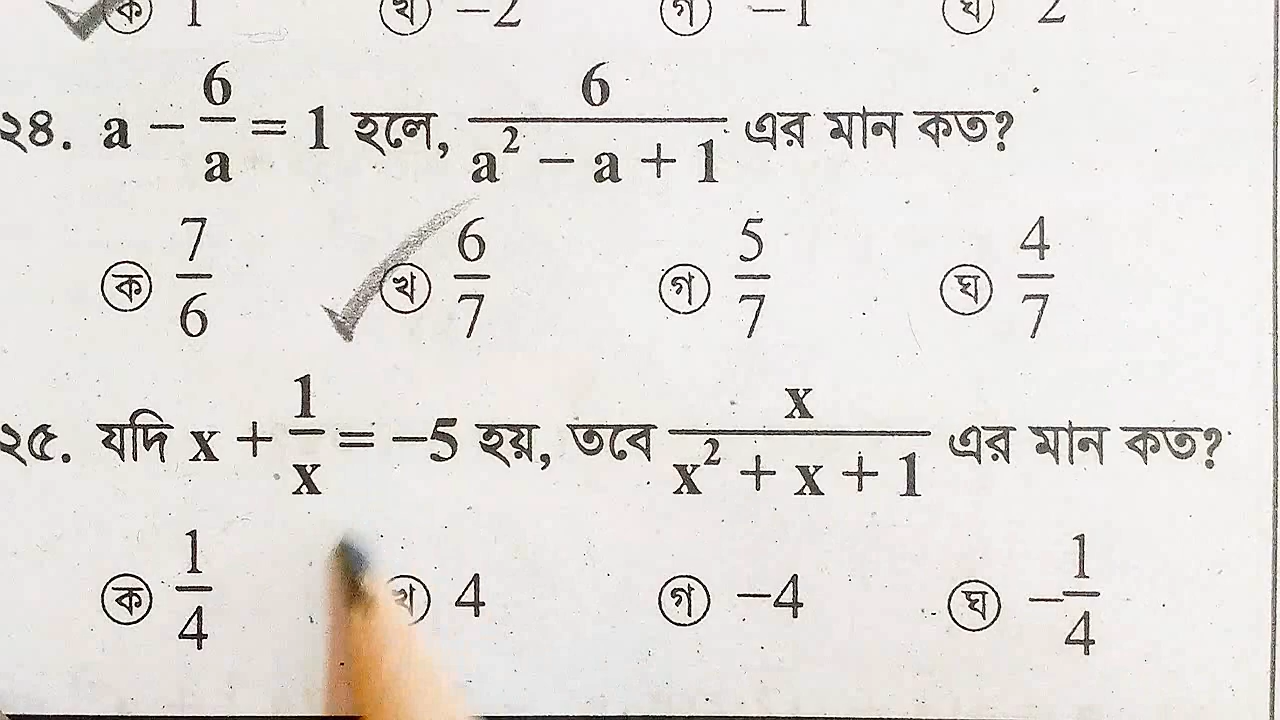 ক 1 খ -2 গ -1 ঘ 2
২৪. a - 6/a = 1 হলে, 6/(a² - a + 1) এর মান কত?
ক 7/6 খ 6/7 গ 5/7 ঘ 4/7
২৫. যদি x + 1/x = -5 হয়, তবে x/(x² + x + 1) এর মান কত?
ক 1/4 খ 4 গ -4 ঘ -1/4